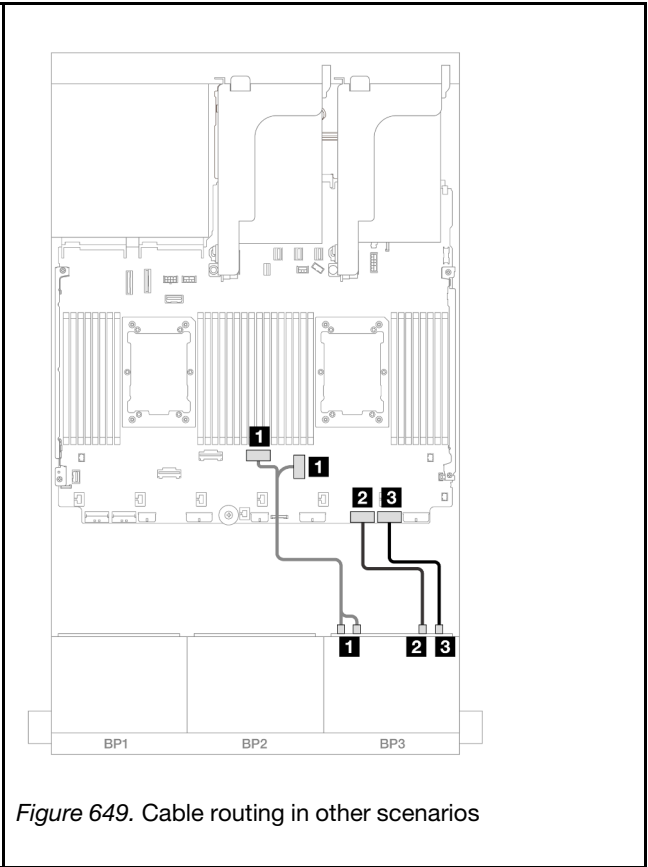 1
1
2 3
1 2 3
BP1 BP2 BP3
Figure 649. Cable routing in other scenarios